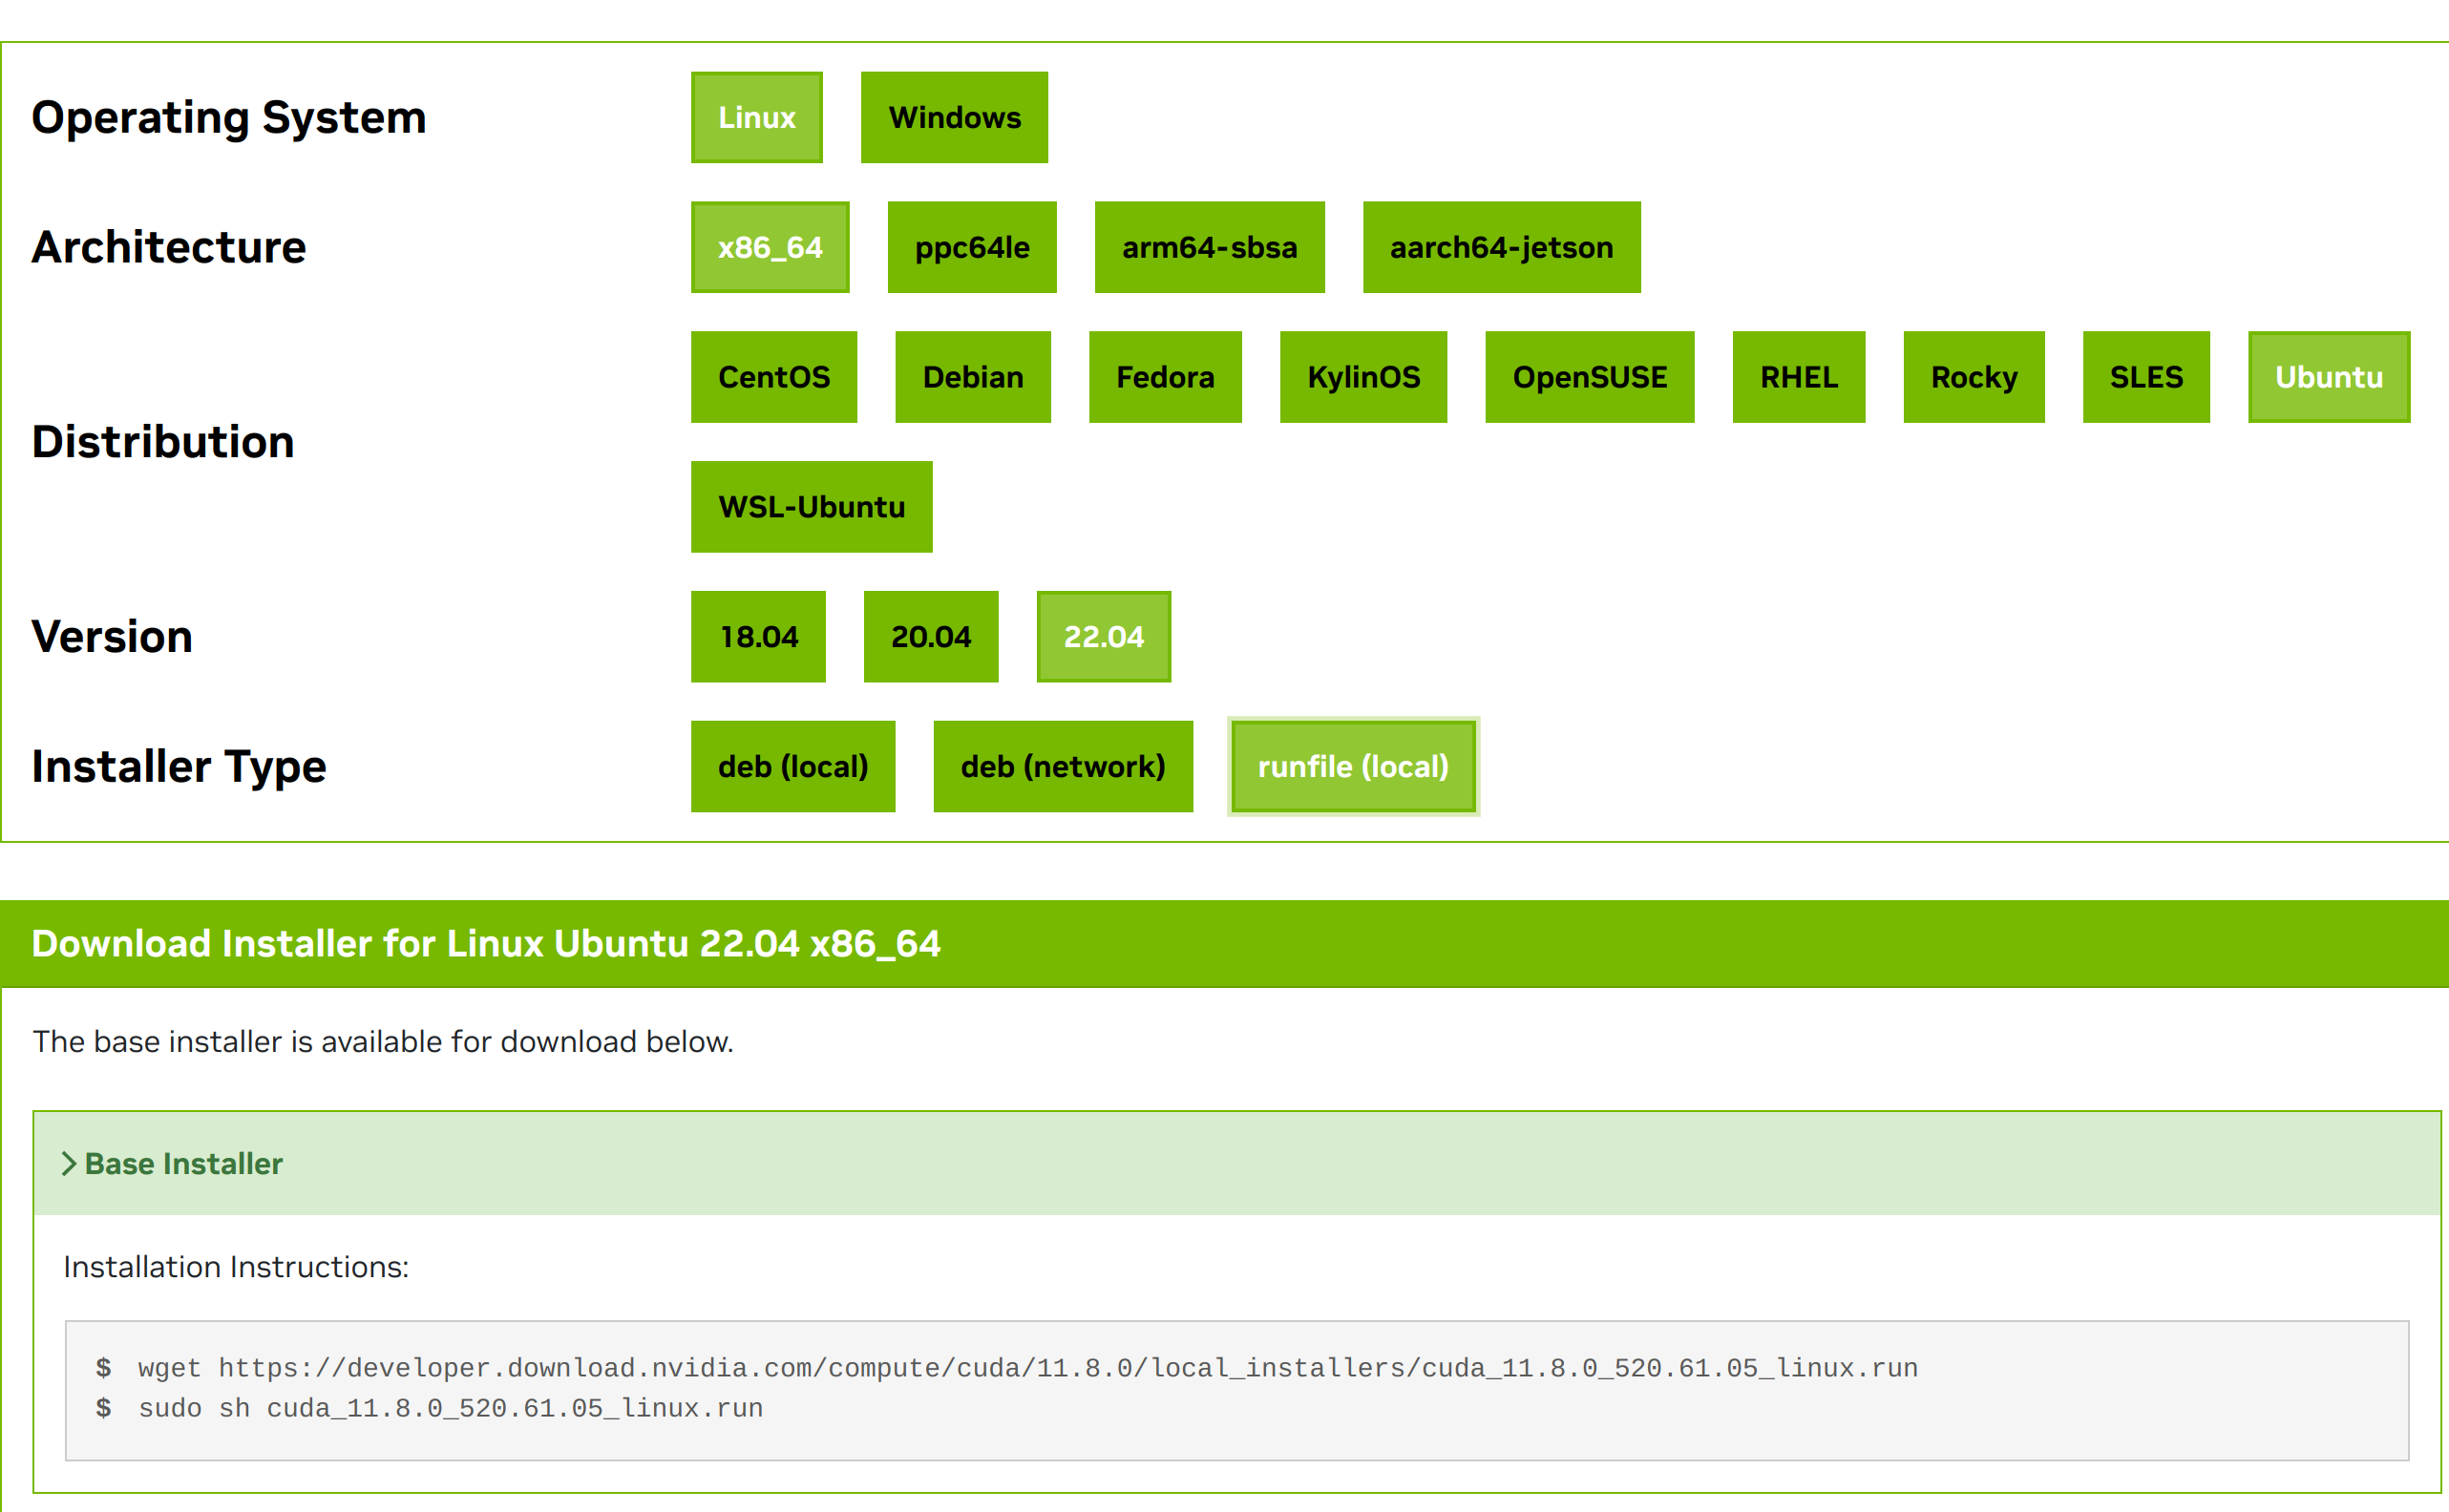 Operating System
Linux Windows
Architecture
x86_64 ppc64le arm64-sbsa aarch64-jetson
Distribution
CentOS Debian Fedora KylinOS OpenSUSE RHEL Rocky SLES Ubuntu
WSL-Ubuntu
Version
18.04 20.04 22.04
Installer Type
deb (local) deb (network) runfile (local)
Download Installer for Linux Ubuntu 22.04 x86_64
The base installer is available for download below.
Base Installer
Installation Instructions:
$ wget https://developer.download.nvidia.com/compute/cuda/11.8.0/local_installers/cuda_11.8.0_520.61.05_linux.run
$ sudo sh cuda_11.8.0_520.61.05_linux.run